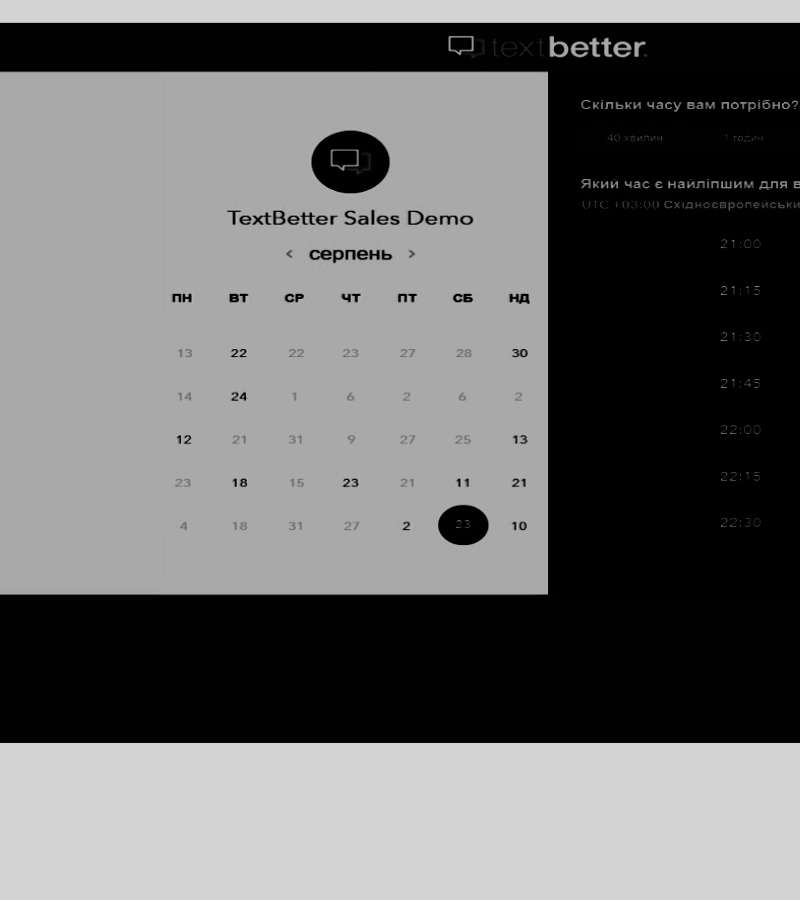 textbetter.
TextBetter Sales Demo
< серпень >
ПН ВТ СР ЧТ ПТ СБ НД
13 22 22 23 27 28 30
14 24 1 6 2 6 2
12 21 31 9 27 25 13
23 18 15 23 21 11 21
4 18 31 27 2 23 10
Скільки часу вам потрібно?
40 хвилин 1 годин
Який час є найліпшим для
UTC +03:00 Східноєвропейськи
21:00
21:15
21:30
21:45
22:00
22:15
22:30